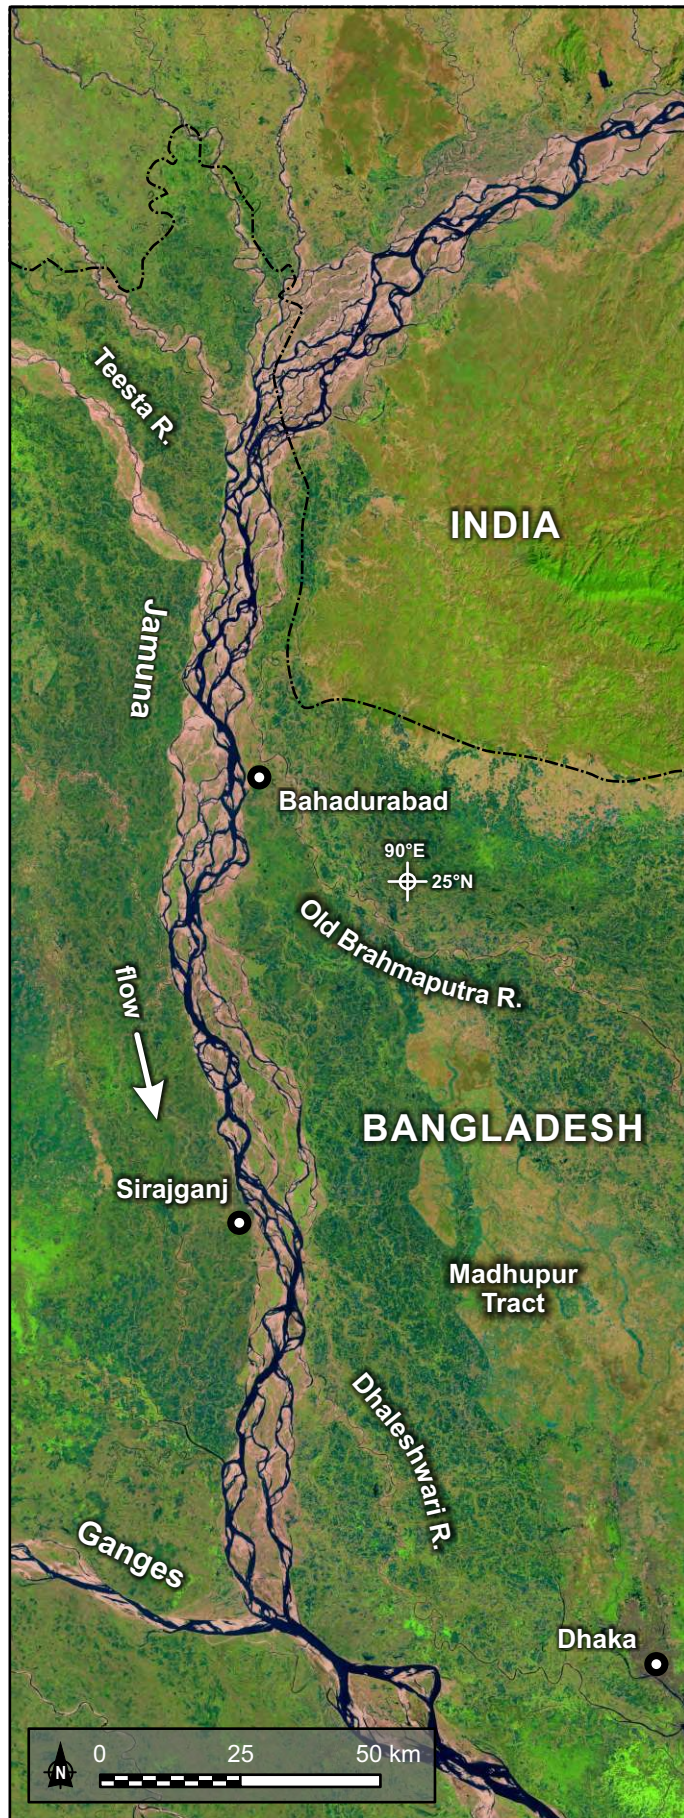 Teesta R.
INDIA
Jamuna
Bahadurabad
90°E
25°N
Old Brahmaputra R.
flow
BANGLADESH
Sirajganj
Madhupur
Tract
Dhaleshwari R.
Ganges
Dhaka
N
0 25 50 km